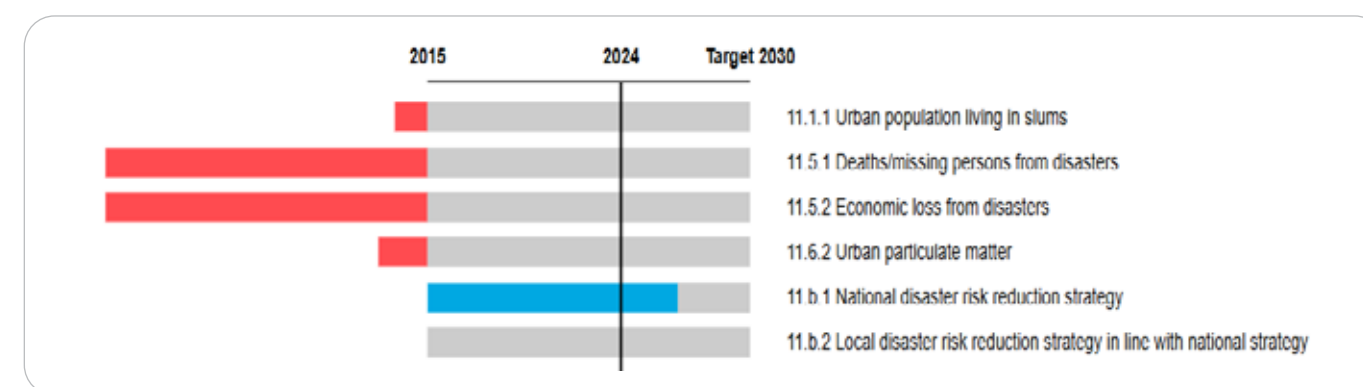 2015 2024 Target 2030
11.1.1 Urban population living in slums
11.5.1 Deaths/missing persons from disasters
11.5.2 Economic loss from disasters
11.6.2 Urban particulate matter
11.b.1 National disaster risk reduction strategy
11.b.2 Local disaster risk reduction strategy in line with national strategy